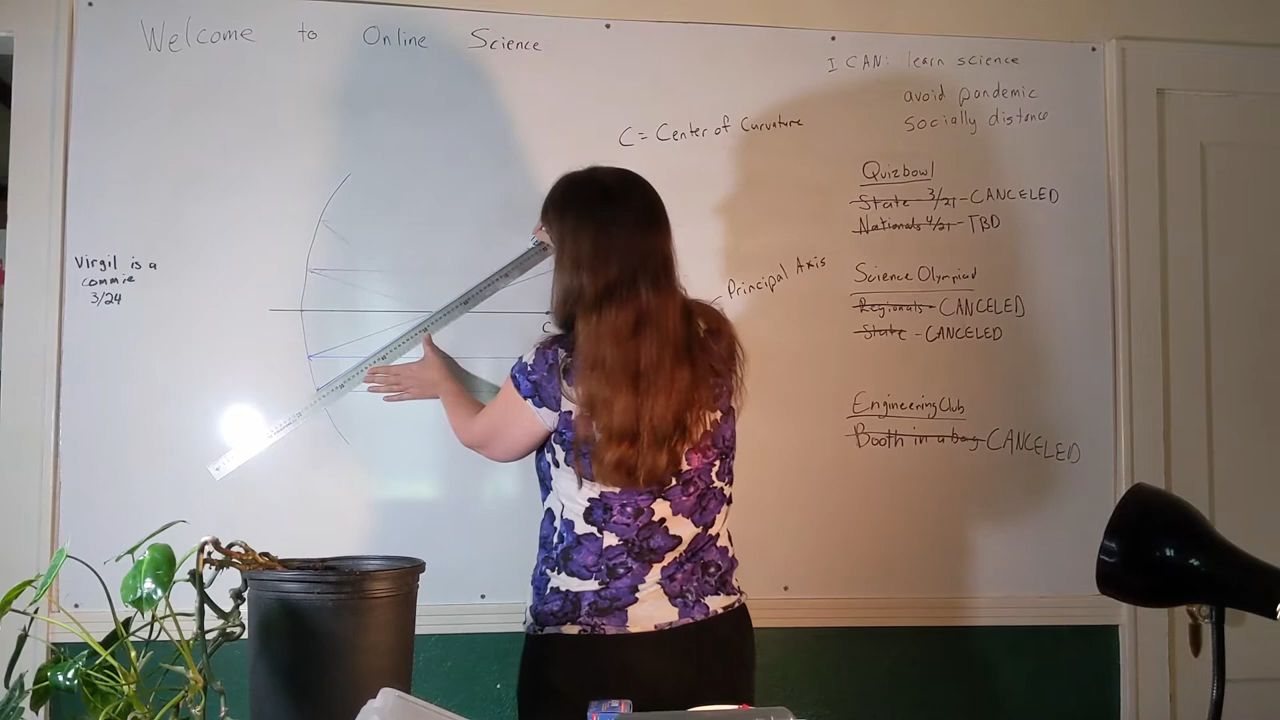 Welcome to Online Science
I CAN: learn science
avoid pandemic
socially distance
C = Center of Curvature
Quizbowl
State 3/21 - CANCELED
Nationals 4/21 - TBD
Virgil is a
commie
3/24
Principal Axis
Science Olympiad
Regionals - CANCELED
State - CANCELED
C
Engineering Club
Booth in a bag CANCELED